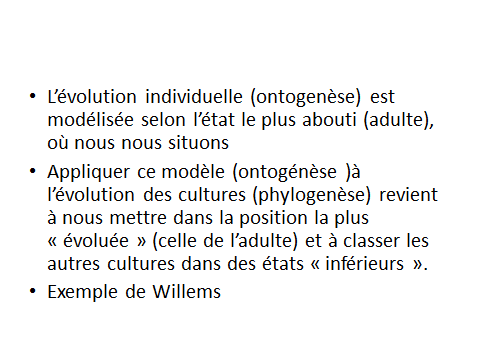 • L’évolution individuelle (ontogenèse) est
modélisée selon l’état le plus abouti (adulte),
où nous nous situons
• Appliquer ce modèle (ontogénèse )à
l’évolution des cultures (phylogenèse) revient
à nous mettre dans la position la plus
« évoluée » (celle de l’adulte) et à classer les
autres cultures dans des états « inférieurs ».
• Exemple de Willems